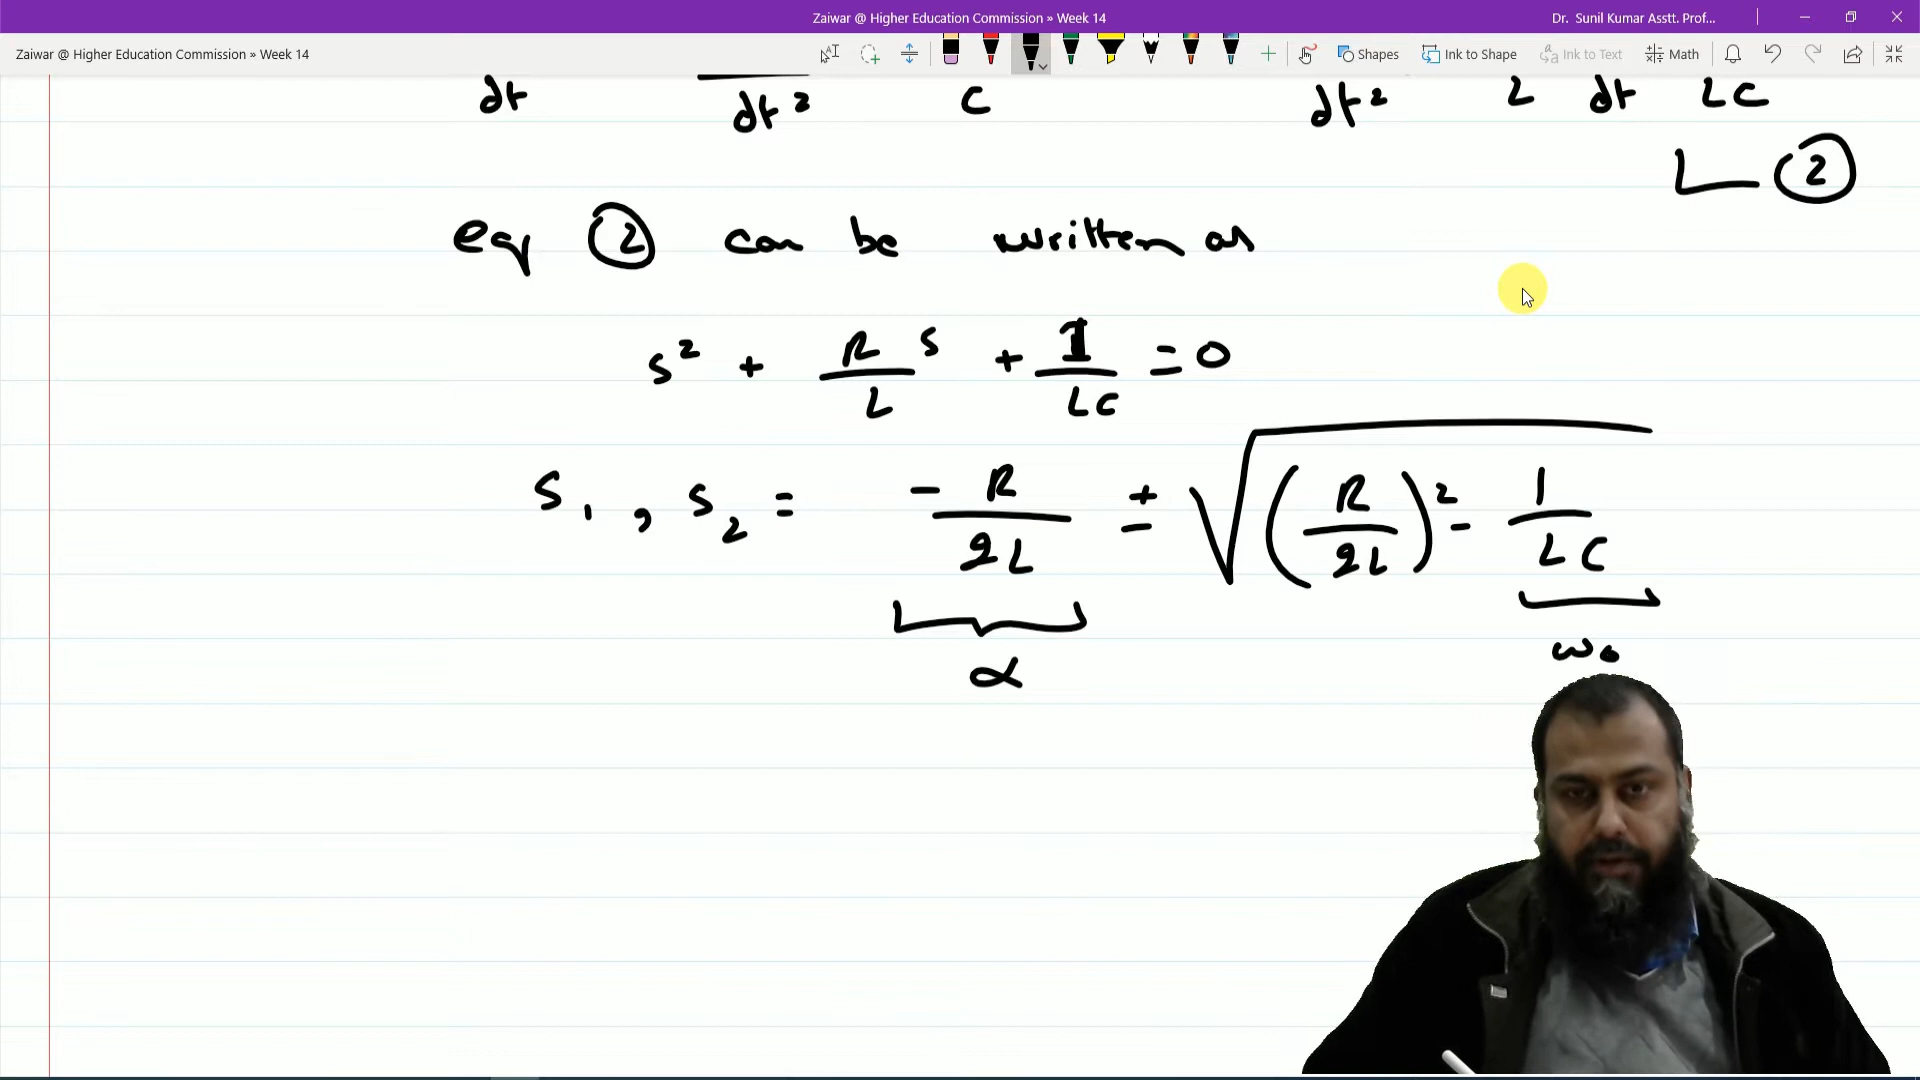 Zaiwar @ Higher Education Commission » Week 14
Dr. Sunil Kumar Asstt. Prof...
Zaiwar @ Higher Education Commission » Week 14
Shapes
Ink to Shape
Ink to Text
Math
dt dt² C dt² L dt LC
②
eq ② can be written as
s² + R/L s + 1/LC = 0
S₁ , S₂ = - R/2L ± √((R/2L)² - 1/LC)
α
ω₀